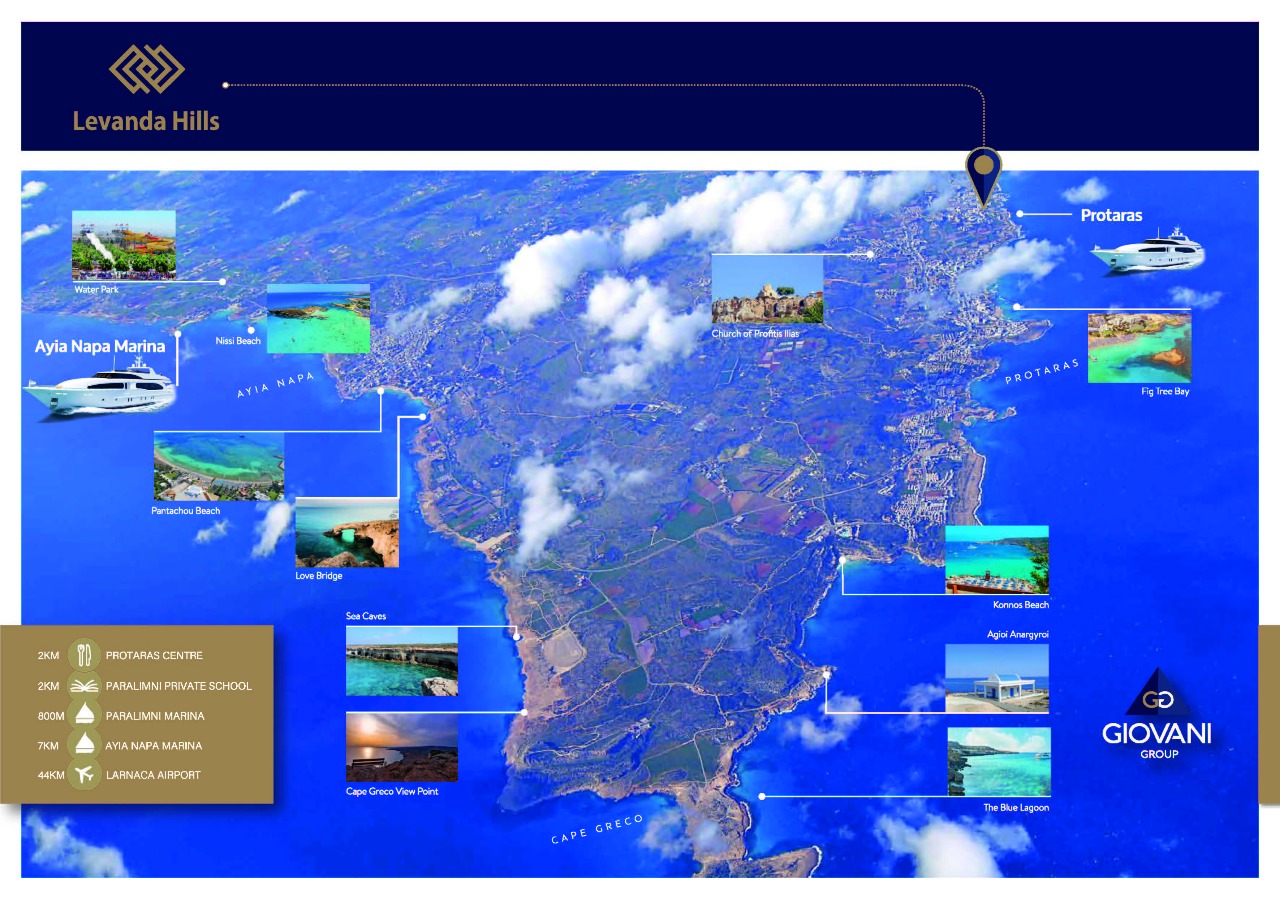 Levanda Hills
Protaras
Water Park
Church of Profitis Ilias
Nissi Beach
Ayia Napa Marina
AYIA NAPA
PROTARAS
Fig Tree Bay
Pantachou Beach
Love Bridge
Konnos Beach
Sea Caves
Agioi Anargyroi
2KM PROTARAS CENTRE
2KM PARALIMNI PRIVATE SCHOOL
800M PARALIMNI MARINA
7KM AYIA NAPA MARINA
44KM LARNACA AIRPORT
GG
GIOVANI
GROUP
Cape Greco View Point
The Blue Lagoon
CAPE GRECO